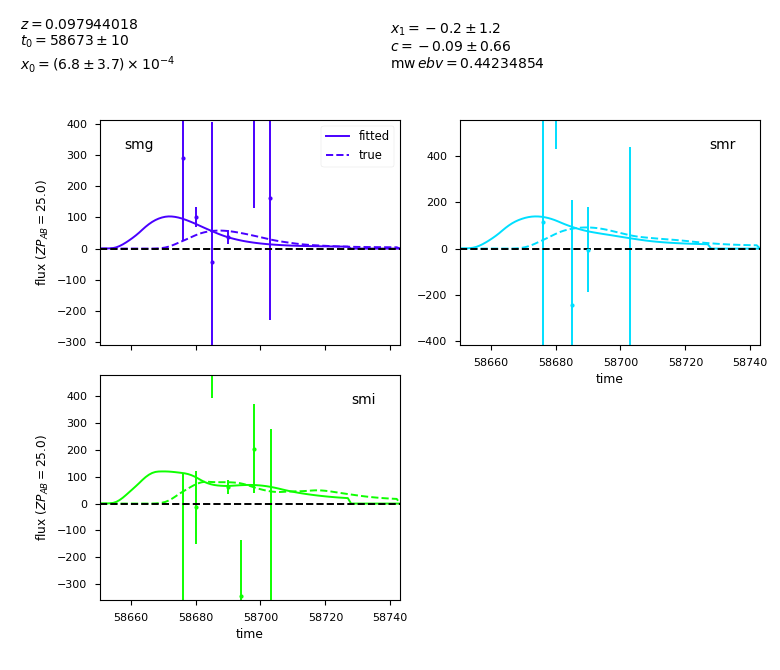 z = 0.097944018
t₀ = 58673 ± 10
x₀ = (6.8 ± 3.7) × 10⁻⁴
x₁ = −0.2 ± 1.2
c = −0.09 ± 0.66
mw ebv = 0.44234854
smg
fitted
true
400
300
200
100
0
−100
−200
−300
flux (ZP_AB = 25.0)
smr
400
200
0
−200
−400
58660 58680 58700 58720 58740
time
smi
400
300
200
100
0
−100
−200
−300
flux (ZP_AB = 25.0)
58660 58680 58700 58720 58740
time